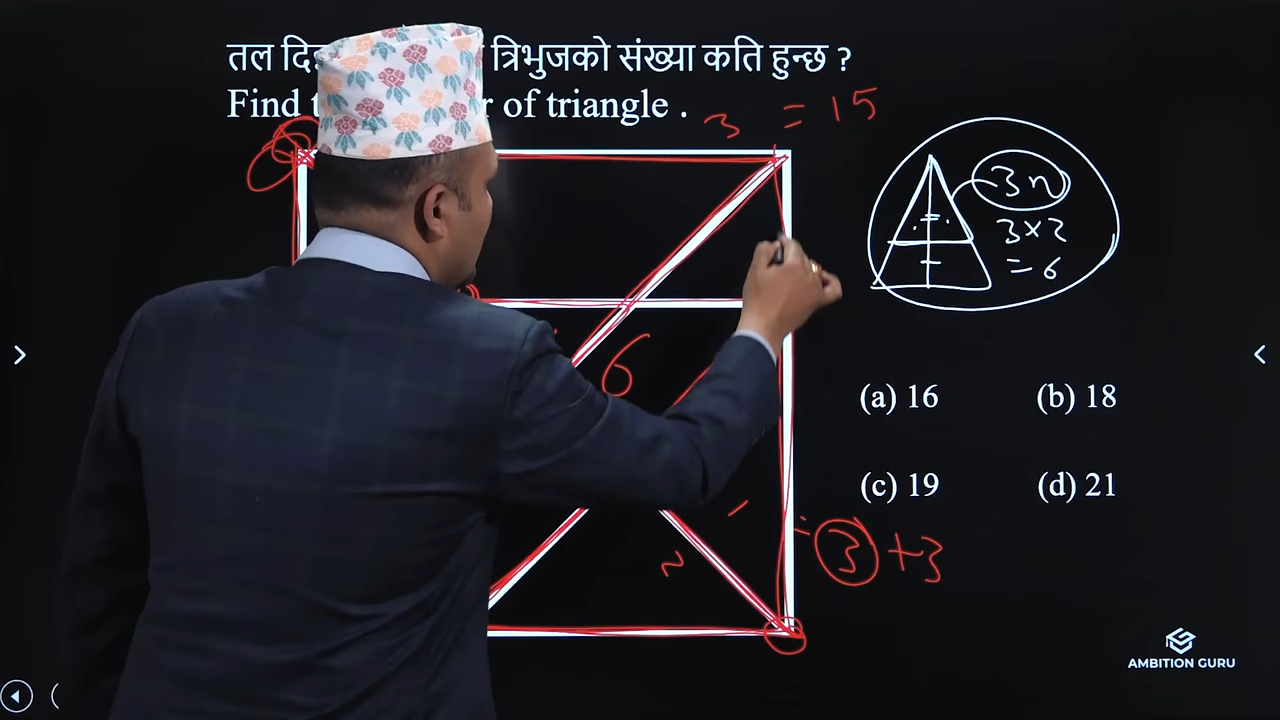 तल त्रिभुजको संख्या कति हुन्छ ?
Find of triangle .
3 = 15
3n
3×2
= 6
6
(a) 16 (b) 18
(c) 19 (d) 21
= 3 +3
2
AMBITION GURU